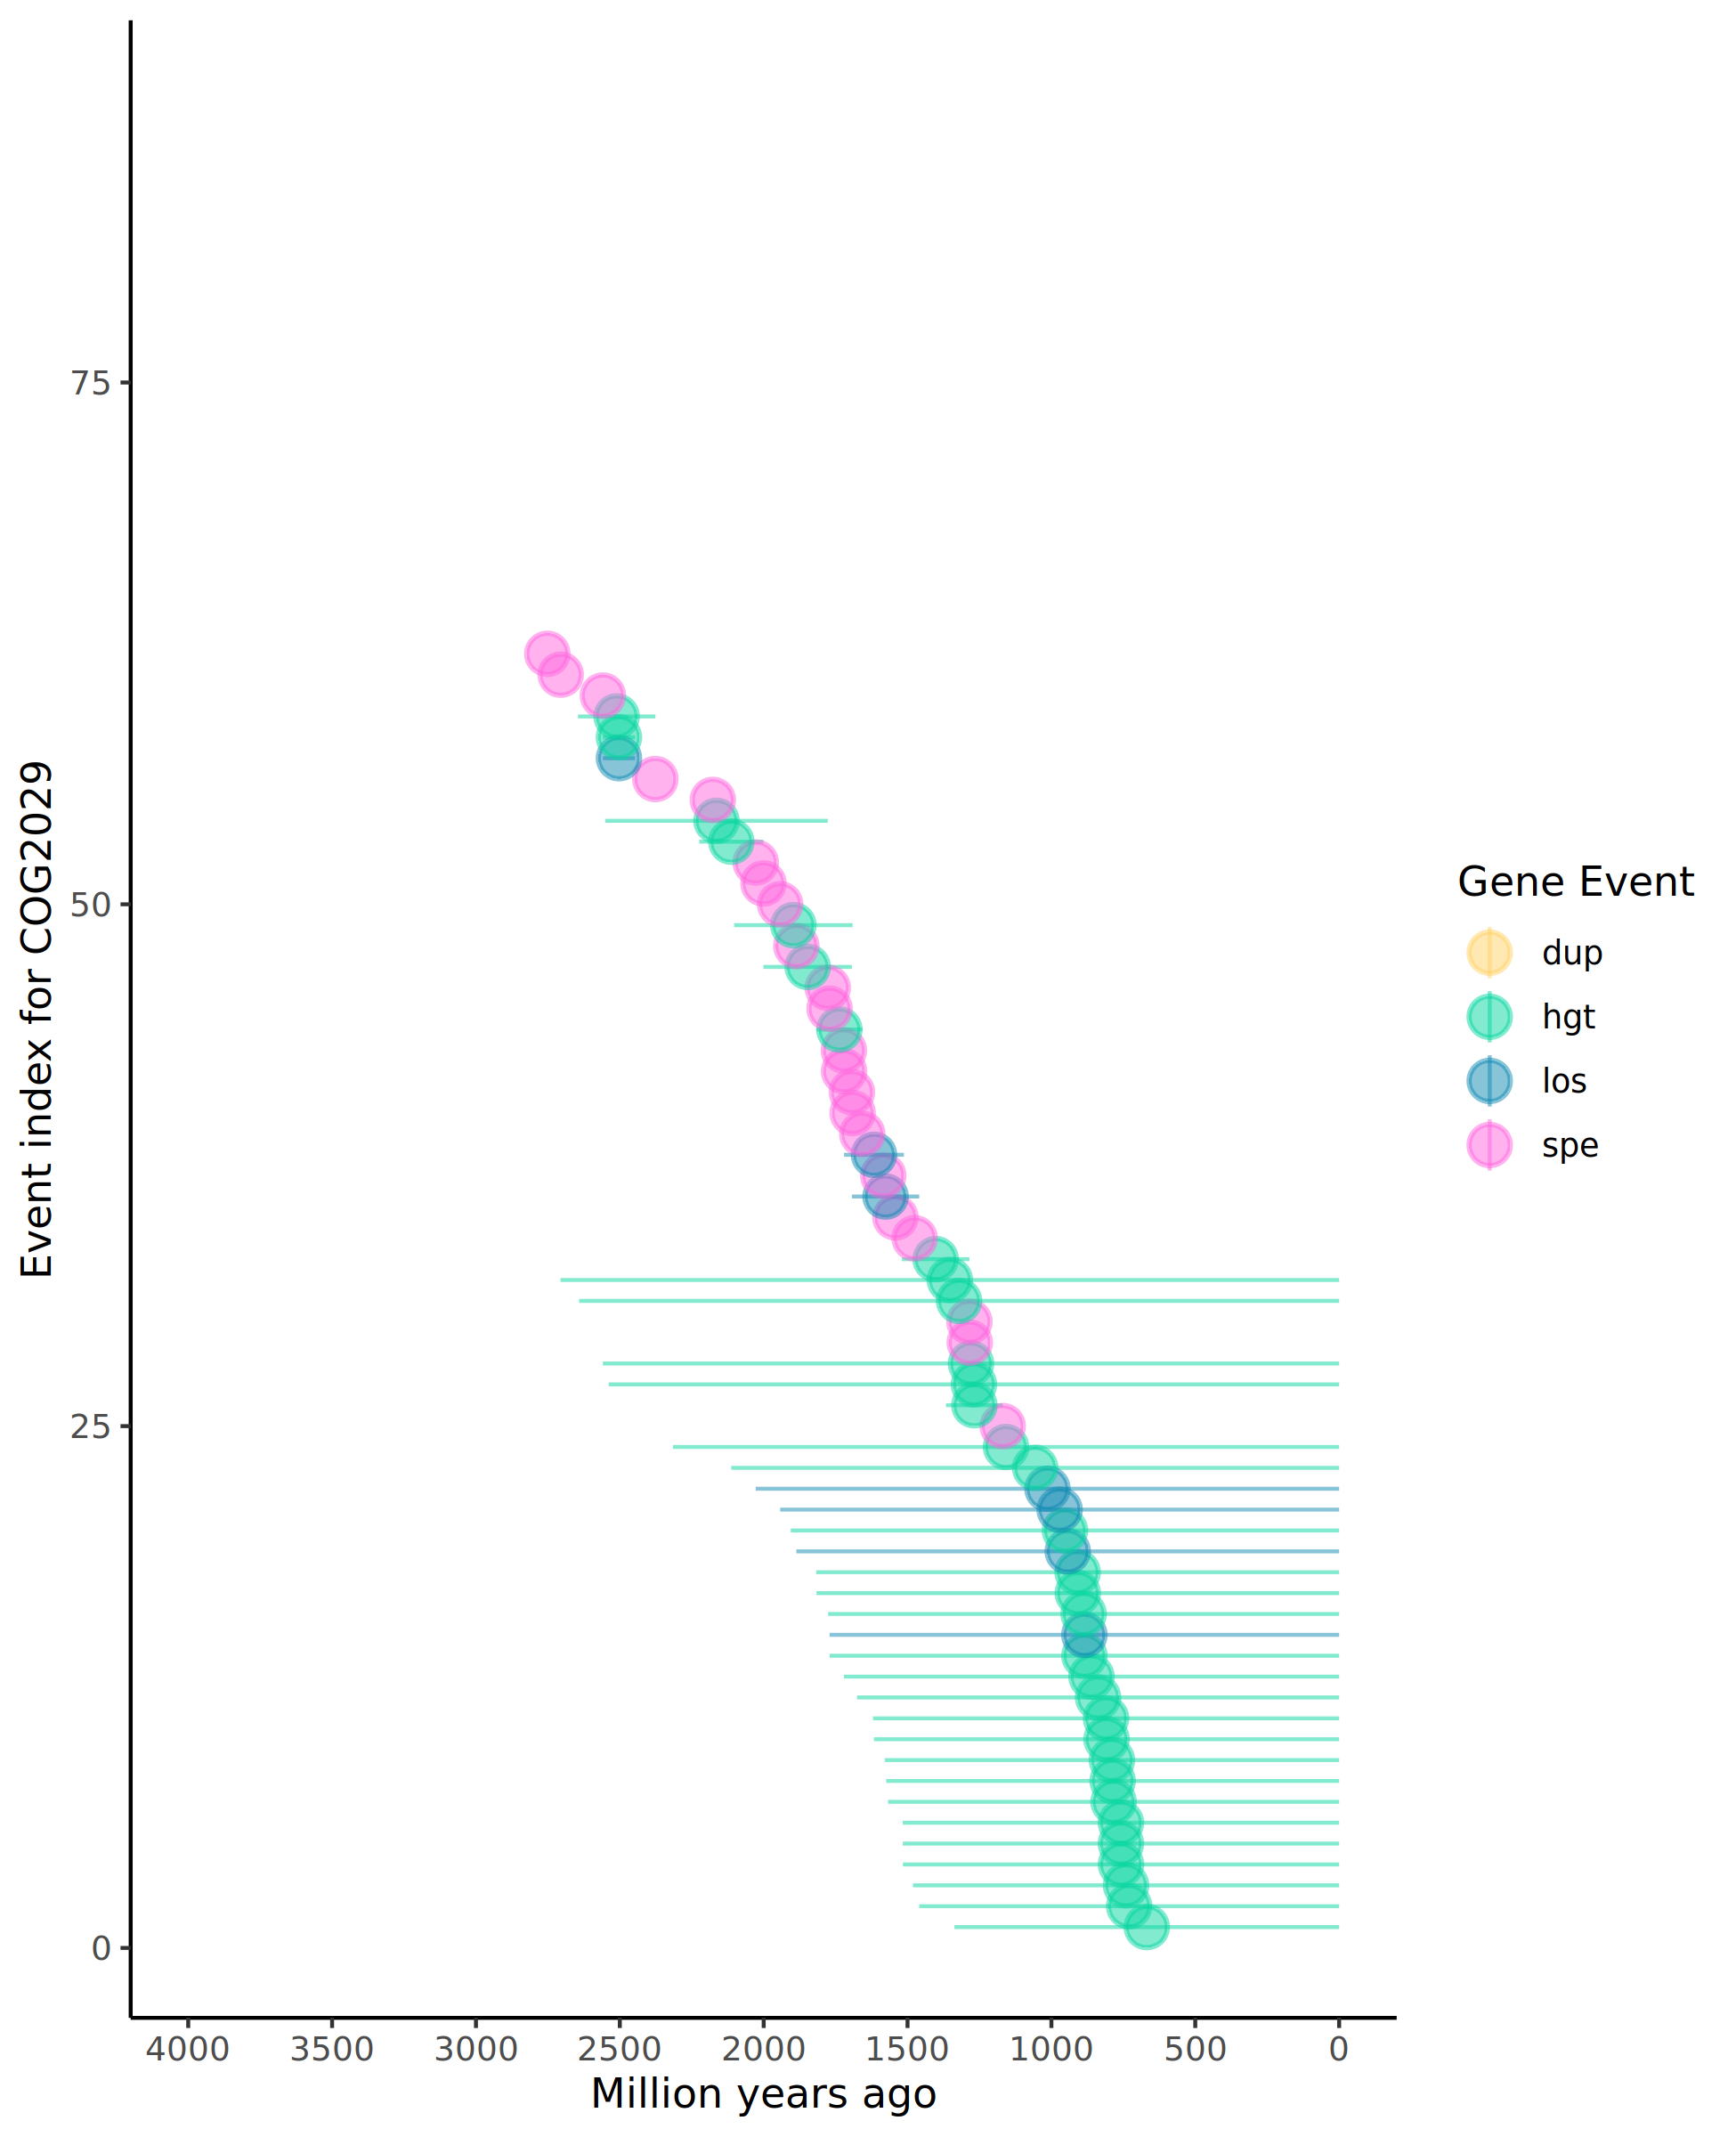 Event index for COG2029
75
50
25
0
4000 3500 3000 2500 2000 1500 1000 500 0
Million years ago
Gene Event
dup
hgt
los
spe